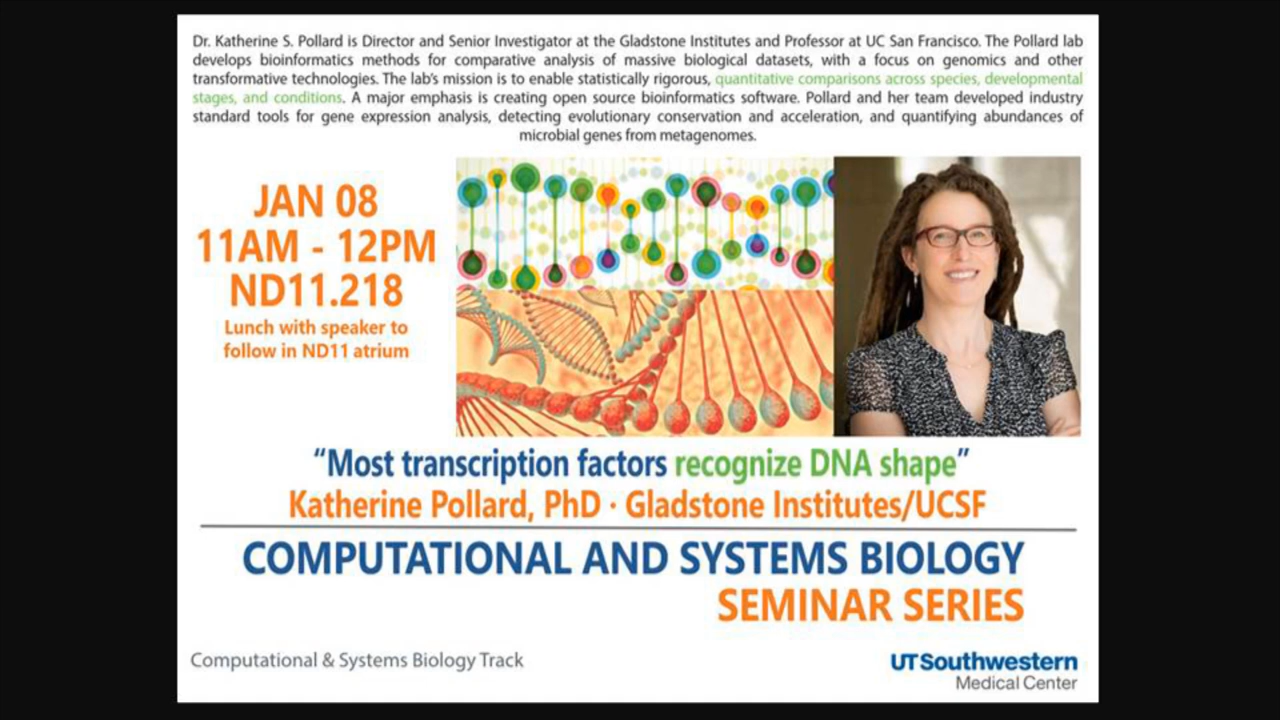 Dr. Katherine S. Pollard is Director and Senior Investigator at the Gladstone Institutes and Professor at UC San Francisco. The Pollard lab
develops bioinformatics methods for comparative analysis of massive biological datasets, with a focus on genomics and other
transformative technologies. The lab's mission is to enable statistically rigorous, quantitative comparisons across species, developmental
stages, and conditions. A major emphasis is creating open source bioinformatics software. Pollard and her team developed industry
standard tools for gene expression analysis, detecting evolutionary conservation and acceleration, and quantifying abundances of
microbial genes from metagenomes.
JAN 08
11AM - 12PM
ND11.218
Lunch with speaker to
follow in ND11 atrium
“Most transcription factors recognize DNA shape”
Katherine Pollard, PhD · Gladstone Institutes/UCSF
COMPUTATIONAL AND SYSTEMS BIOLOGY
SEMINAR SERIES
Computational & Systems Biology Track
UTSouthwestern
Medical Center